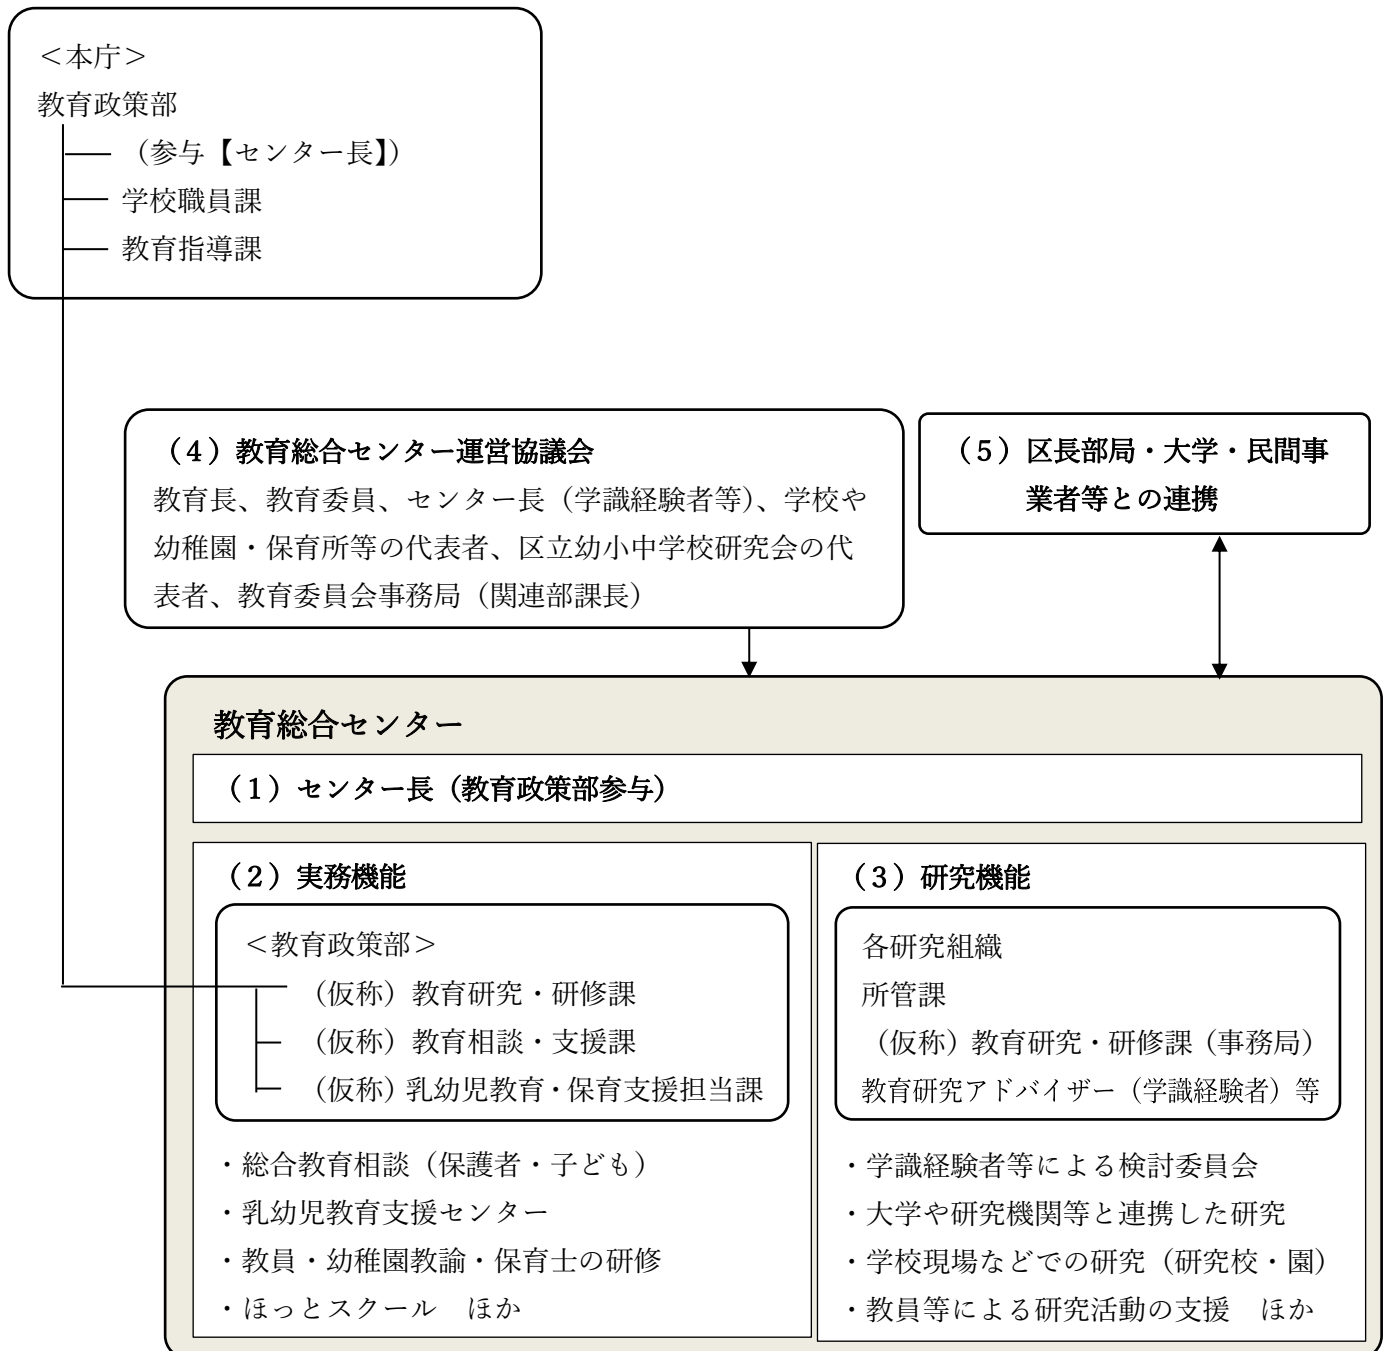 ＜本庁＞
教育政策部
（参与【センター長】）
学校職員課
教育指導課
（４）教育総合センター運営協議会
教育長、教育委員、センター長（学識経験者等）、学校や
幼稚園・保育所等の代表者、区立幼小中学校研究会の代
表者、教育委員会事務局（関連部課長）
（５）区長部局・大学・民間事
業者等との連携
教育総合センター
（１）センター長（教育政策部参与）
（２）実務機能
＜教育政策部＞
（仮称）教育研究・研修課
（仮称）教育相談・支援課
（仮称）乳幼児教育・保育支援担当課
・総合教育相談（保護者・子ども）
・乳幼児教育支援センター
・教員・幼稚園教諭・保育士の研修
・ほっとスクール　ほか
（３）研究機能
各研究組織
所管課
（仮称）教育研究・研修課（事務局）
教育研究アドバイザー（学識経験者）等
・学識経験者等による検討委員会
・大学や研究機関等と連携した研究
・学校現場などでの研究（研究校・園）
・教員等による研究活動の支援　ほか